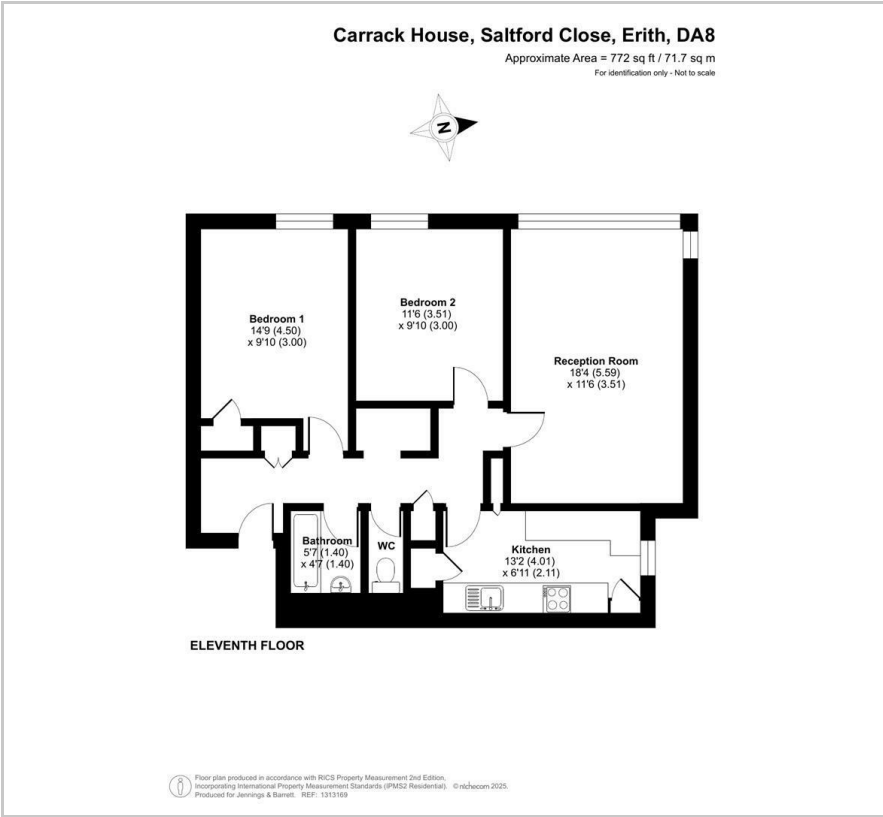 Carrack House, Saltford Close, Erith, DA8
Approximate Area = 772 sq ft / 71.7 sq m
For identification only - Not to scale
N
Bedroom 1
14'9 (4.50)
x 9'10 (3.00)
Bedroom 2
11'6 (3.51)
x 9'10 (3.00)
Reception Room
18'4 (5.59)
x 11'6 (3.51)
Bathroom
5'7 (1.40)
x 4'7 (1.40)
WC
Kitchen
13'2 (4.01)
x 6'11 (2.11)
ELEVENTH FLOOR
Floor plan produced in accordance with RICS Property Measurement 2nd Edition,
Incorporating International Property Measurement Standards (IPMS2 Residential). © nichecom 2025.
Produced for Jennings & Barrett. REF: 1313169